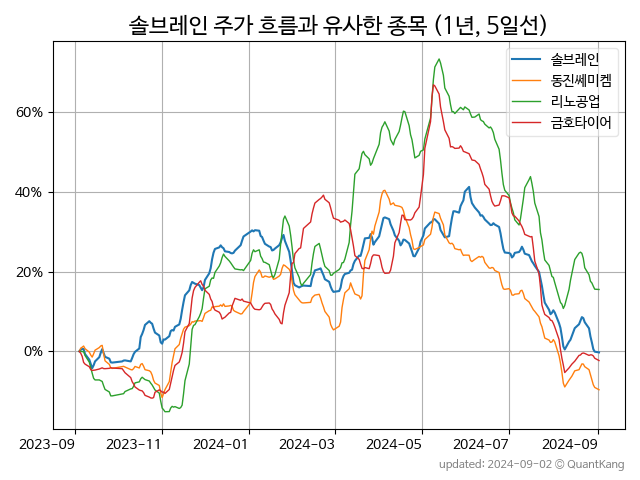 솔브레인 주가 흐름과 유사한 종목 (1년, 5일선)
솔브레인
동진쎄미켐
리노공업
금호타이어
60%
40%
20%
0%
2023-09 2023-11 2024-01 2024-03 2024-05 2024-07 2024-09
updated: 2024-09-02 © QuantKang